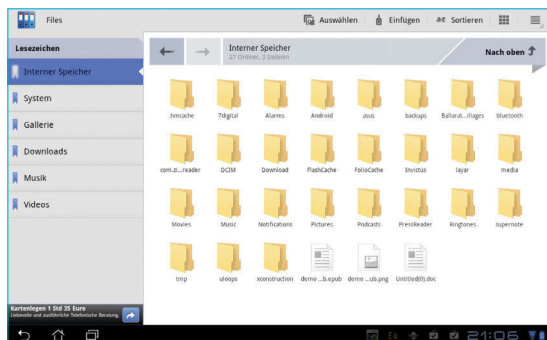 Files
Auswählen
Einfügen
a-z Sortieren
Lesezeichen
Interner Speicher
System
Gallerie
Downloads
Musik
Videos
Interner Speicher
27 Ordner, 3 Dateien
Nach oben
.hmcache 7digital Alarms Android asus backups Ballarat...illages bluetooth
com.zi...reader DCIM Download FlashCache FolioCache Invictus layar media
Movies Music Notifications Pictures Podcasts PressReader Ringtones supernote
tmp uloops xconstruction demo ...b.epub demo ...ub.png Untitled(0).doc
Kartenlegen 1 Std 35 Euro
Liebevolle und ausführliche Telefonische Beratung.
21:06